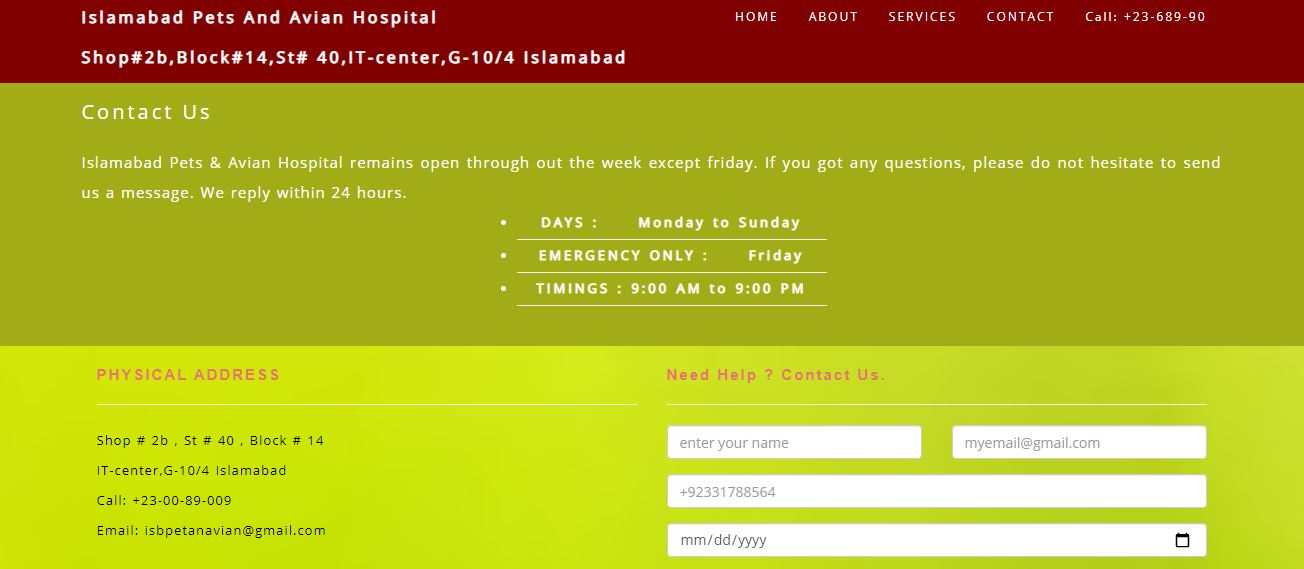 Islamabad Pets And Avian Hospital
HOME ABOUT SERVICES CONTACT Call: +23-689-90
Shop#2b,Block#14,St# 40,IT-center,G-10/4 Islamabad
Contact Us
Islamabad Pets & Avian Hospital remains open through out the week except friday. If you got any questions, please do not hesitate to send
us a message. We reply within 24 hours.
• DAYS : Monday to Sunday
• EMERGENCY ONLY : Friday
• TIMINGS : 9:00 AM to 9:00 PM
PHYSICAL ADDRESS
Shop # 2b , St # 40 , Block # 14
IT-center,G-10/4 Islamabad
Call: +23-00-89-009
Email: isbpetanavian@gmail.com
Need Help ? Contact Us.
enter your name myemail@gmail.com
+92331788564
mm/dd/yyyy